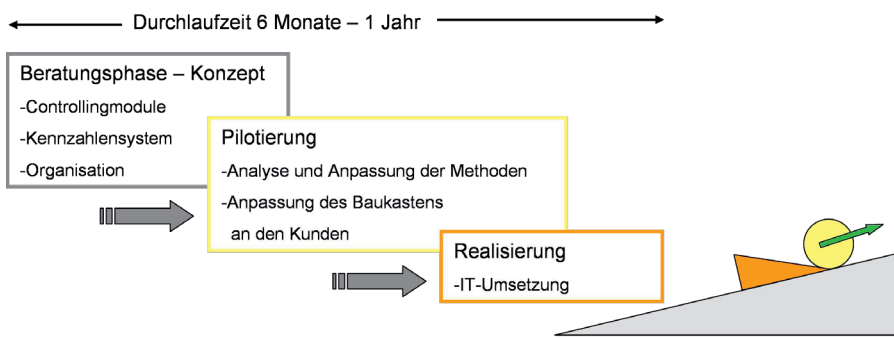 Durchlaufzeit 6 Monate – 1 Jahr
Beratungsphase – Konzept
-Controllingmodule
-Kennzahlensystem
-Organisation
Pilotierung
-Analyse und Anpassung der Methoden
-Anpassung des Baukastens
an den Kunden
Realisierung
-IT-Umsetzung